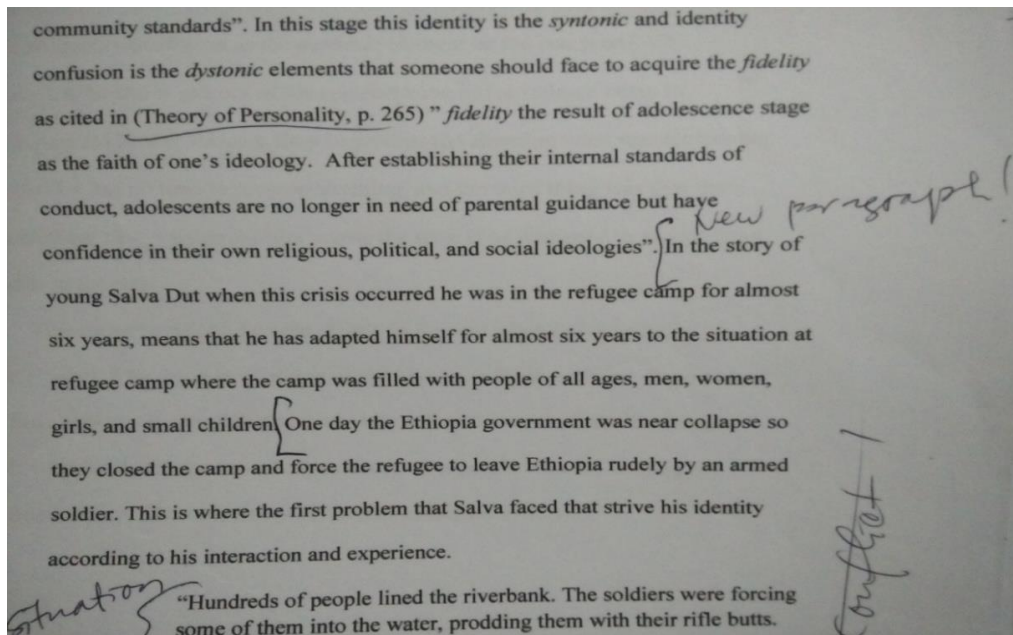 community standards”. In this stage this identity is the syntonic and identity
confusion is the dystonic elements that someone should face to acquire the fidelity
as cited in (Theory of Personality, p. 265) ” fidelity the result of adolescence stage
as the faith of one’s ideology. After establishing their internal standards of
conduct, adolescents are no longer in need of parental guidance but have
New paragraph!
confidence in their own religious, political, and social ideologies”. In the story of
young Salva Dut when this crisis occurred he was in the refugee camp for almost
six years, means that he has adapted himself for almost six years to the situation at
refugee camp where the camp was filled with people of all ages, men, women,
girls, and small children. One day the Ethiopia government was near collapse so
they closed the camp and force the refugee to leave Ethiopia rudely by an armed
soldier. This is where the first problem that Salva faced that strive his identity
according to his interaction and experience.
Conflict 1
situation
“Hundreds of people lined the riverbank. The soldiers were forcing
some of them into the water, prodding them with their rifle butts.